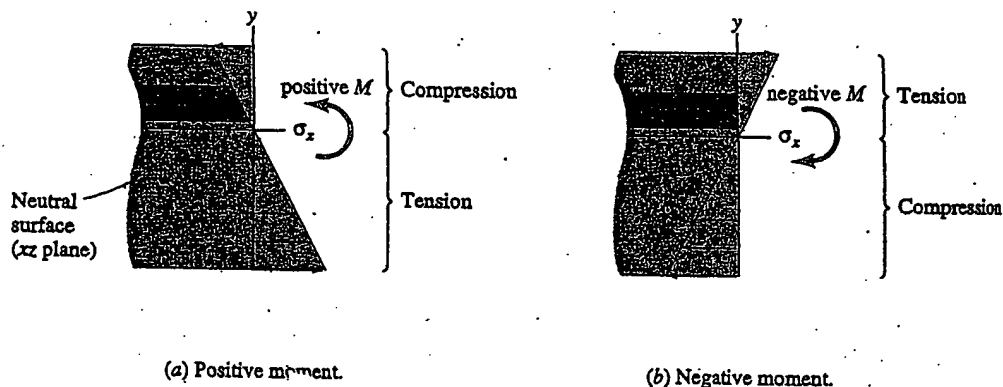 y
positive M
Compression
σx
Tension
Neutral
surface
(xz plane)
(a) Positive moment.
y
negative M
Tension
σx
Compression
(b) Negative moment.